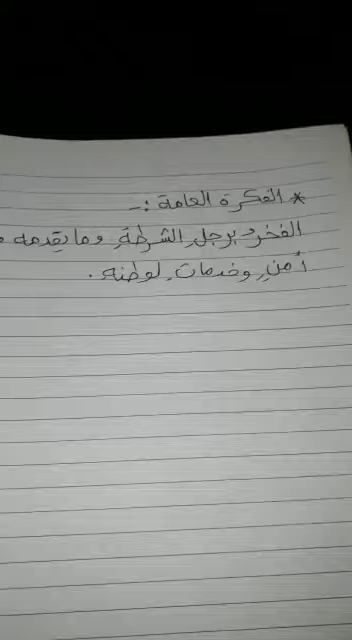 * الفكرة العامة :-
الفخر برجل الشرطة وما يقدمه
أمن وخدمات لوطنه .